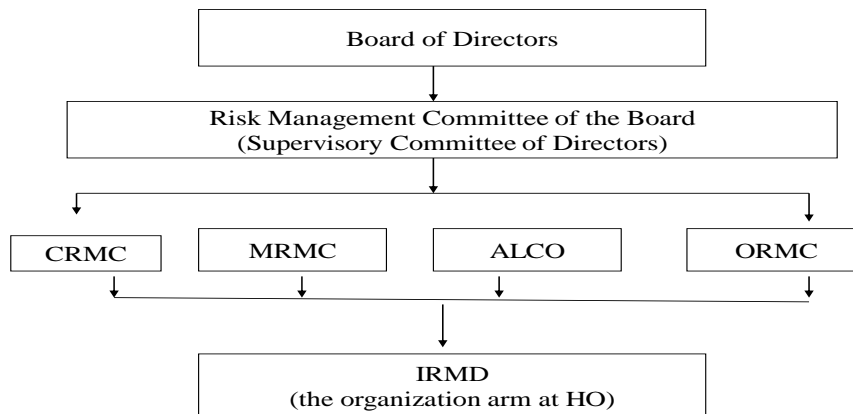 Board of Directors
Risk Management Committee of the Board
(Supervisory Committee of Directors)
CRMC
MRMC
ALCO
ORMC
IRMD
(the organization arm at HO)